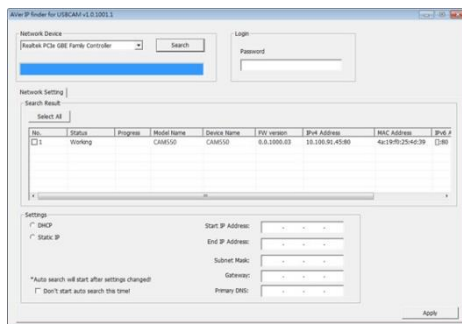 AVer IP finder for USBCAM v1.0.1001.1
Network Device
Realtek PCIe GBE Family Controller
Search
Login
Password
Network Setting
Search Result
Select All
No. Status Progress Model Name Device Name FW version IPv4 Address MAC Address IPv6 A
1 Working CAM550 CAM550 0.0.1000.03 10.100.91.45:80 4a:19:f0:25:4d:39 []:80
Settings
DHCP
Static IP
*Auto search will start after settings changed!
Don't start auto search this time!
Start IP Address:
End IP Address:
Subnet Mask:
Gateway:
Primary DNS:
Apply